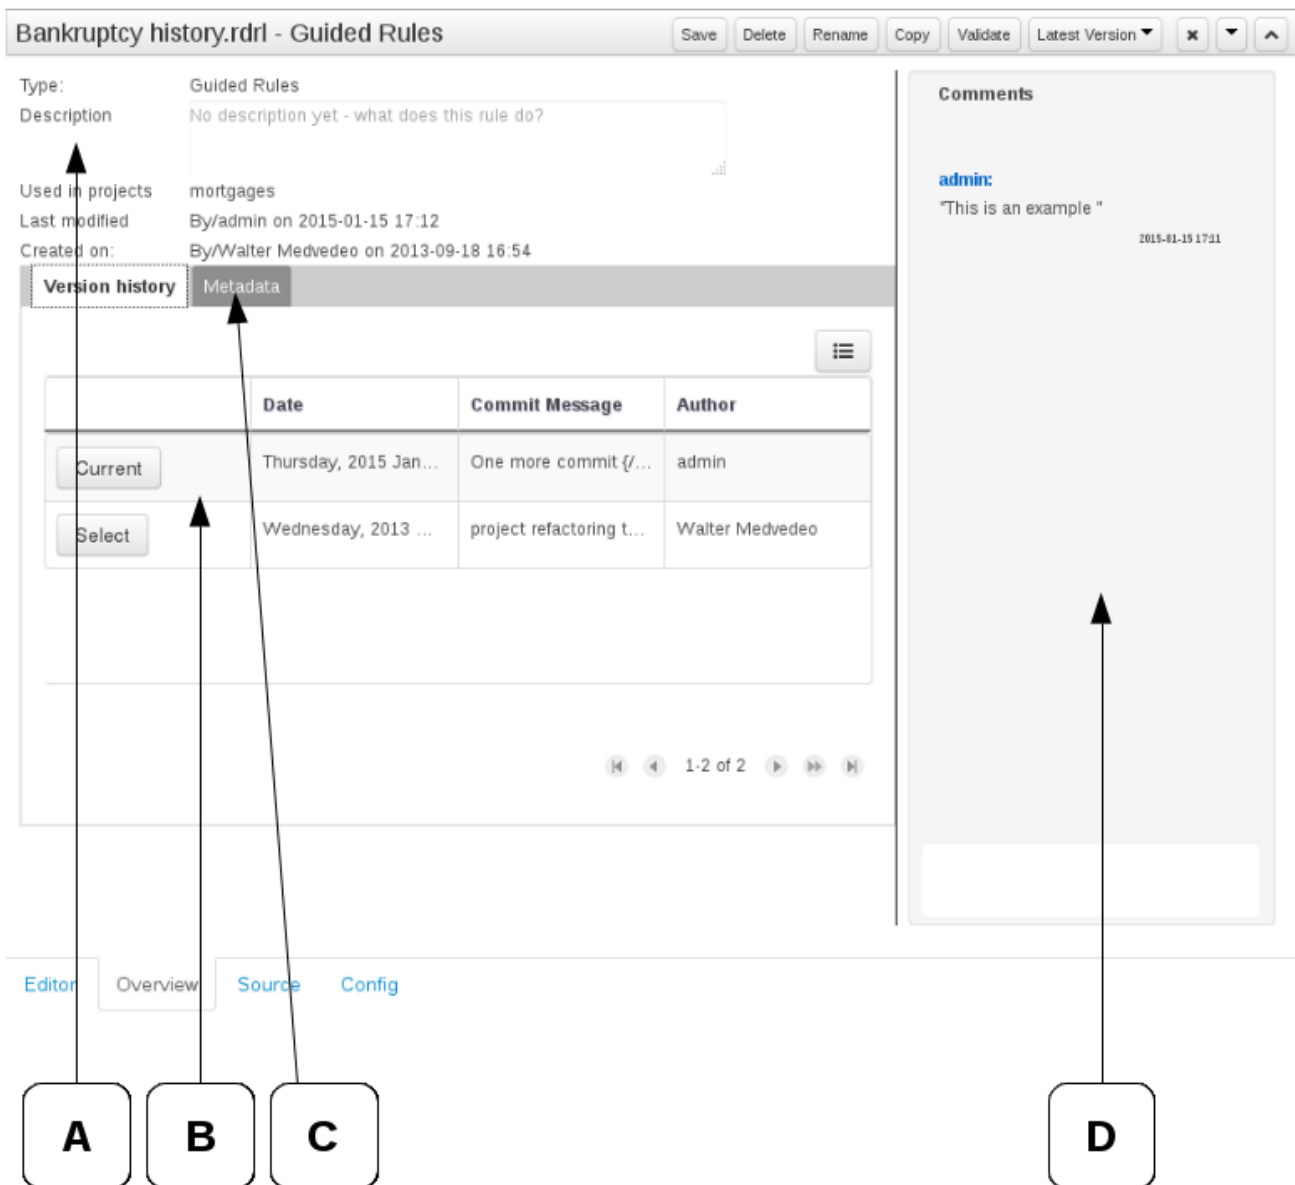 Bankruptcy history.rdrl - Guided Rules
Save Delete Rename Copy Validate Latest Version
Type: Guided Rules
Description No description yet - what does this rule do?
Used in projects mortgages
Last modified By/admin on 2015-01-15 17:12
Created on: By/Walter Medvedeo on 2013-09-18 16:54
Version history Metadata
Date Commit Message Author
Current Thursday, 2015 Jan... One more commit {/... admin
Select Wednesday, 2013 ... project refactoring t... Walter Medvedeo
1-2 of 2
Comments
admin:
"This is an example "
2015-01-15 17:11
Editor Overview Source Config
A B C D